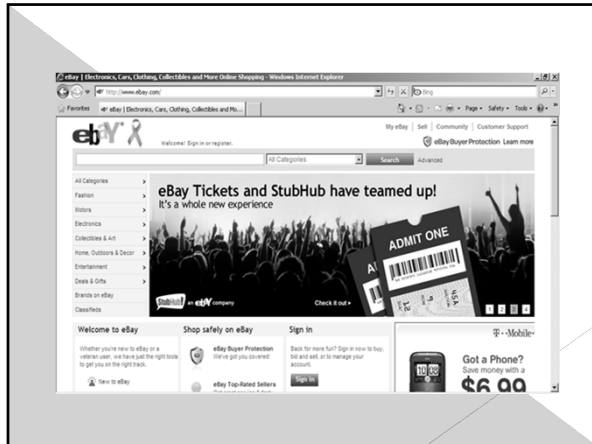 eBay | Electronics, Cars, Clothing, Collectibles and More Online Shopping - Windows Internet Explorer
http://www.ebay.com/
Bing
Favorites eBay | Electronics, Cars, Clothing, Collectibles and Mo...
Page Safety Tools
My eBay Sell Community Customer Support
ebY
Welcome! Sign in or register.
eBay Buyer Protection Learn more
All Categories Search Advanced
All Categories
Fashion
Motors
Electronics
Collectibles & Art
Home, Outdoors & Decor
Entertainment
Deals & Gifts
Brands on eBay
Classifieds
eBay Tickets and StubHub have teamed up!
It's a whole new experience
ADMIT ONE
A
45A
9
12
StubHub! an ebY company
Check it out
1 2 3 4
Welcome to eBay
Whether you're new to eBay or a
veteran user, we have just the right tools
to get you on the right track.
New to eBay
Shop safely on eBay
eBay Buyer Protection
We've got you covered!
eBay Top-Rated Sellers
Sign in
Back for more fun? Sign in now to buy,
bid and sell, or to manage your
account.
Sign in
T-Mobile
10 08
Got a Phone?
Save money with a
$6.99